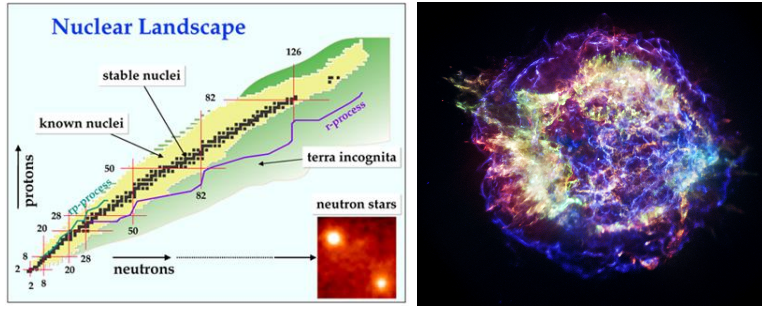 Nuclear Landscape
126
stable nuclei
82
known nuclei
r-process
terra incognita
50
protons
rp-process
82
neutron stars
28
50
20
8
28
20
neutrons
2
2 8